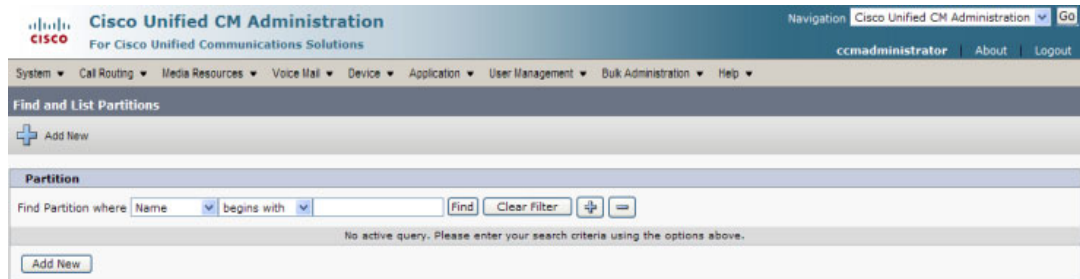 Cisco Unified CM Administration
Navigation Cisco Unified CM Administration Go
CISCO For Cisco Unified Communications Solutions
ccmadministrator | About | Logout
System Call Routing Media Resources Voice Mail Device Application User Management Bulk Administration Help
Find and List Partitions
Add New
Partition
Find Partition where Name begins with Find Clear Filter
No active query. Please enter your search criteria using the options above.
Add New